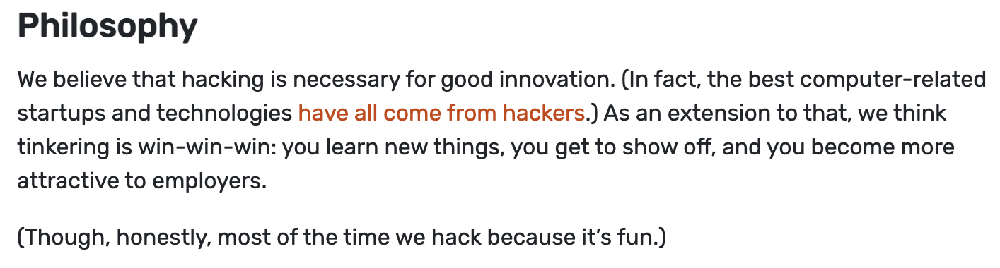 Philosophy
We believe that hacking is necessary for good innovation. (In fact, the best computer-related
startups and technologies have all come from hackers.) As an extension to that, we think
tinkering is win-win-win: you learn new things, you get to show off, and you become more
attractive to employers.
(Though, honestly, most of the time we hack because it’s fun.)